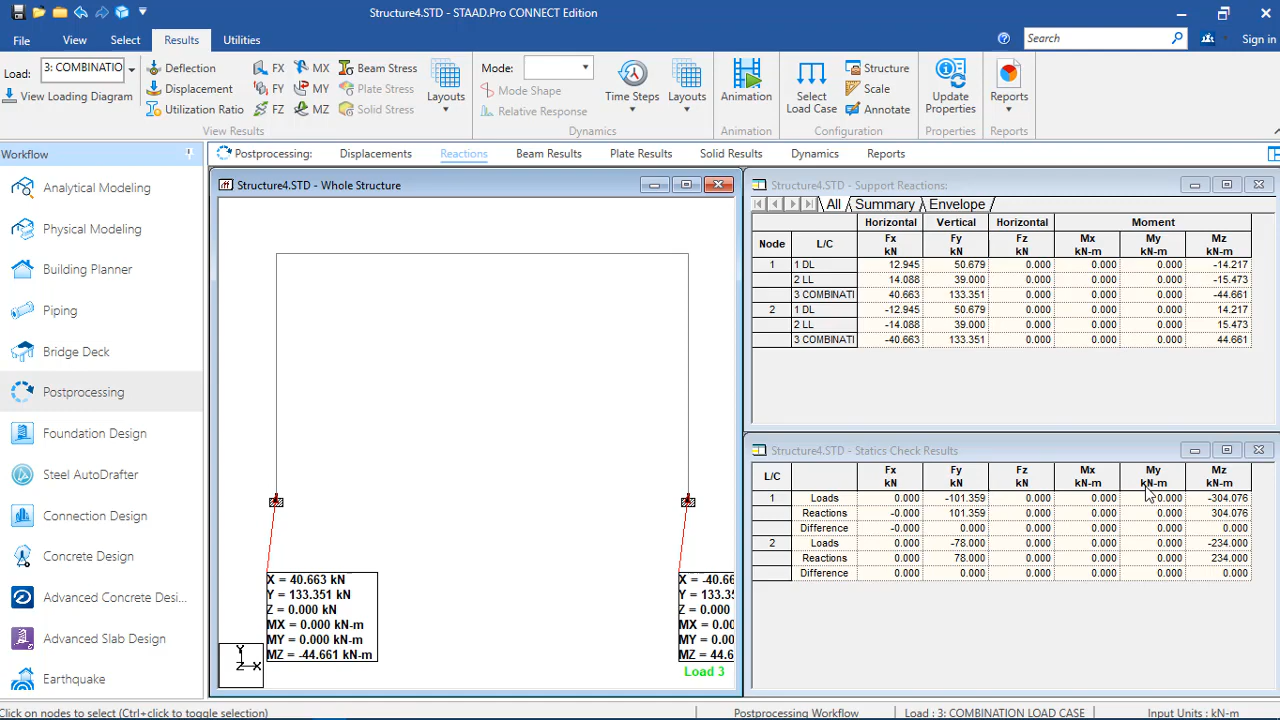 Structure4.STD - STAAD.Pro CONNECT Edition
File View Select Results Utilities
Search
Sign in
Load: 3: COMBINATIO
View Loading Diagram
Deflection
Displacement
Utilization Ratio
FX
FY
FZ
MX
MY
MZ
Beam Stress
Plate Stress
Solid Stress
Layouts
View Results
Mode:
Mode Shape
Relative Response
Time Steps
Layouts
Dynamics
Animation
Animation
Select
Load Case
Structure
Scale
Annotate
Configuration
Update
Properties
Properties
Reports
Reports
Workflow
Postprocessing: Displacements Reactions Beam Results Plate Results Solid Results Dynamics Reports
Analytical Modeling
Physical Modeling
Building Planner
Piping
Bridge Deck
Postprocessing
Foundation Design
Steel AutoDrafter
Connection Design
Concrete Design
Advanced Concrete Desi...
Advanced Slab Design
Earthquake
Structure4.STD - Whole Structure
X = 40.663 kN
Y = 133.351 kN
Z = 0.000 kN
MX = 0.000 kN-m
MY = 0.000 kN-m
MZ = -44.661 kN-m
X = -40.66
Y = 133.35
Z = 0.000
MX = 0.00
MY = 0.00
MZ = 44.6
Load 3
Y
Z X
Structure4.STD - Support Reactions:
All Summary Envelope
Horizontal Vertical Horizontal Moment
Node L/C Fx kN Fy kN Fz kN Mx kN-m My kN-m Mz kN-m
1 1 DL 12.945 50.679 0.000 0.000 0.000 -14.217
2 LL 14.088 39.000 0.000 0.000 0.000 -15.473
3 COMBINATI 40.663 133.351 0.000 0.000 0.000 -44.661
2 1 DL -12.945 50.679 0.000 0.000 0.000 14.217
2 LL -14.088 39.000 0.000 0.000 0.000 15.473
3 COMBINATI -40.663 133.351 0.000 0.000 0.000 44.661
Structure4.STD - Statics Check Results
L/C Fx kN Fy kN Fz kN Mx kN-m My kN-m Mz kN-m
1 Loads 0.000 -101.359 0.000 0.000 0.000 -304.076
Reactions -0.000 101.359 0.000 0.000 0.000 304.076
Difference -0.000 0.000 0.000 0.000 0.000 0.000
2 Loads 0.000 -78.000 0.000 0.000 0.000 -234.000
Reactions 0.000 78.000 0.000 0.000 0.000 234.000
Difference 0.000 0.000 0.000 0.000 0.000 0.000
Click on nodes to select (Ctrl+click to toggle selection)
Postprocessing Workflow
Load : 3: COMBINATION LOAD CASE
Input Units : kN-m